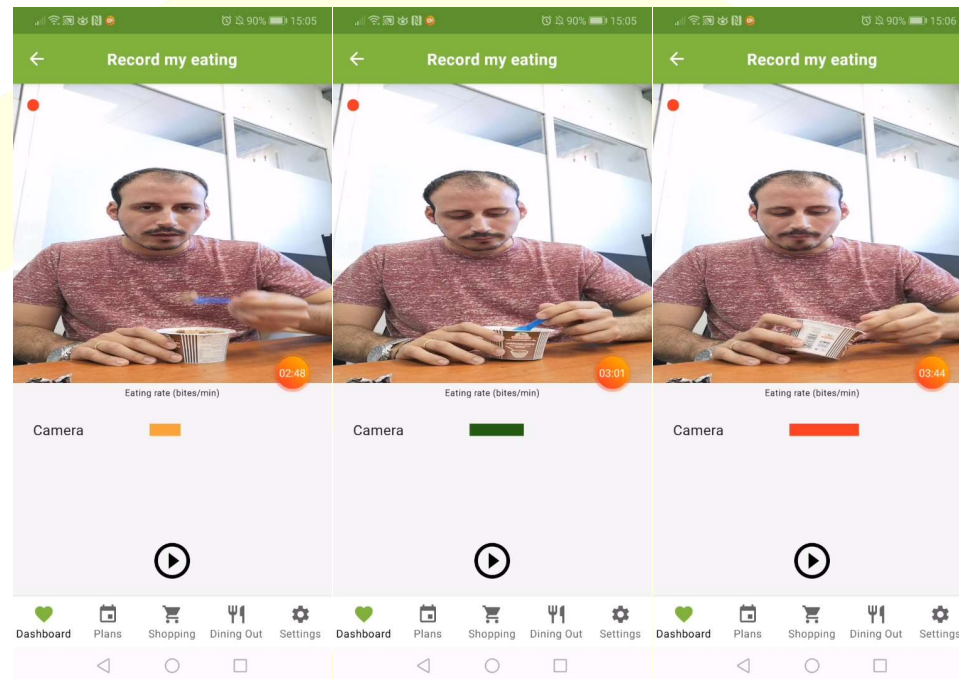 90% 15:05
Record my eating
02:48
Eating rate (bites/min)
Camera
Dashboard Plans Shopping Dining Out Settings
90% 15:05
Record my eating
03:01
Eating rate (bites/min)
Camera
Dashboard Plans Shopping Dining Out Settings
90% 15:06
Record my eating
03:44
Eating rate (bites/min)
Camera
Dashboard Plans Shopping Dining Out Settings